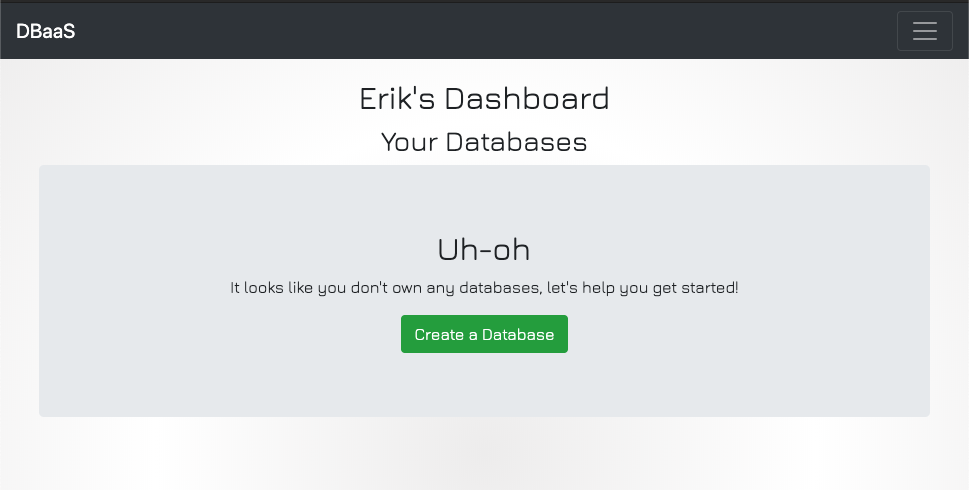 DBaaS
Erik's Dashboard
Your Databases
Uh-oh
It looks like you don't own any databases, let's help you get started!
Create a Database